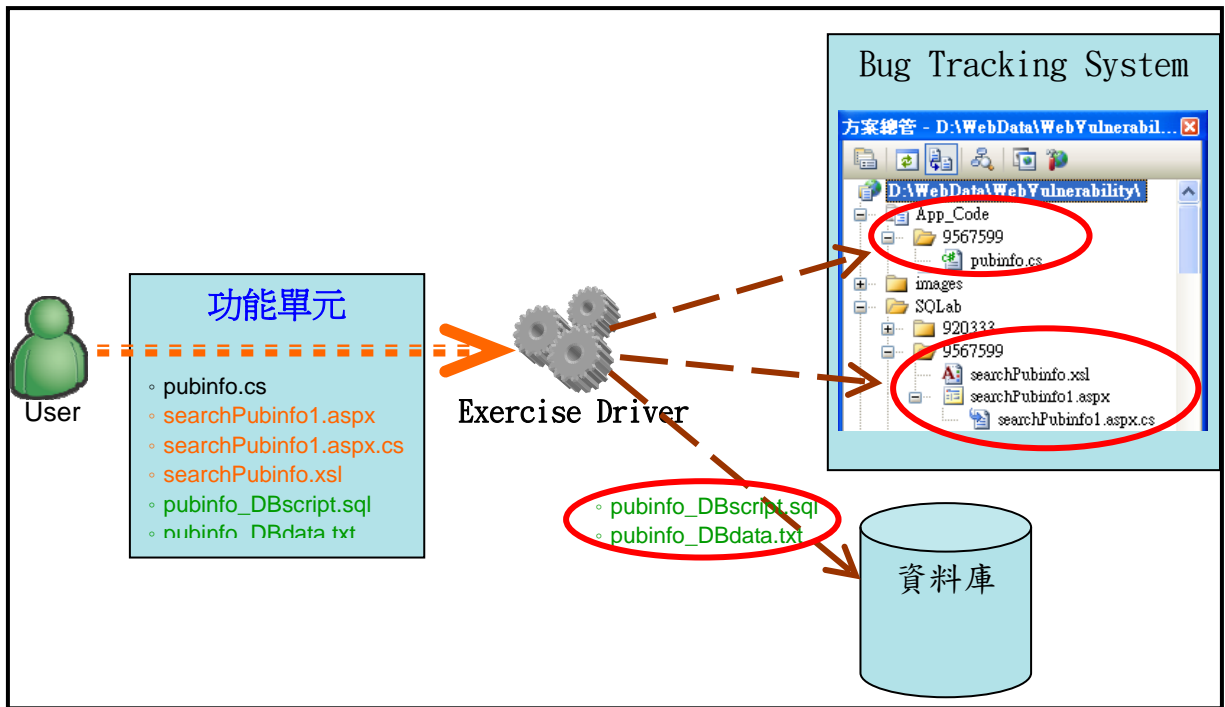 Bug Tracking System
方案總管 - D:\WebData\WebVulnerabil...
D:\WebData\WebVulnerability\
App_Code
9567599
pubinfo.cs
images
SQLab
920333
9567599
searchPubinfo.xsl
searchPubinfo1.aspx
searchPubinfo1.aspx.cs
功能單元
◦ pubinfo.cs
◦ searchPubinfo1.aspx
◦ searchPubinfo1.aspx.cs
◦ searchPubinfo.xsl
◦ pubinfo_DBscript.sql
◦ pubinfo_DBdata.txt
User
Exercise Driver
◦ pubinfo_DBscript.sql
◦ pubinfo_DBdata.txt
資料庫